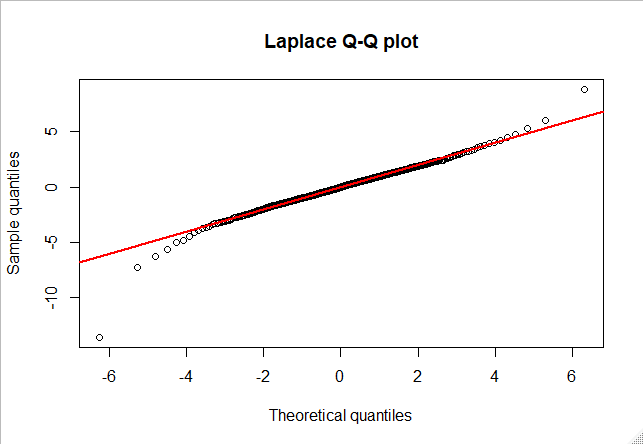 Laplace Q-Q plot
Sample quantiles
5
0
-5
-10
-6 -4 -2 0 2 4 6
Theoretical quantiles